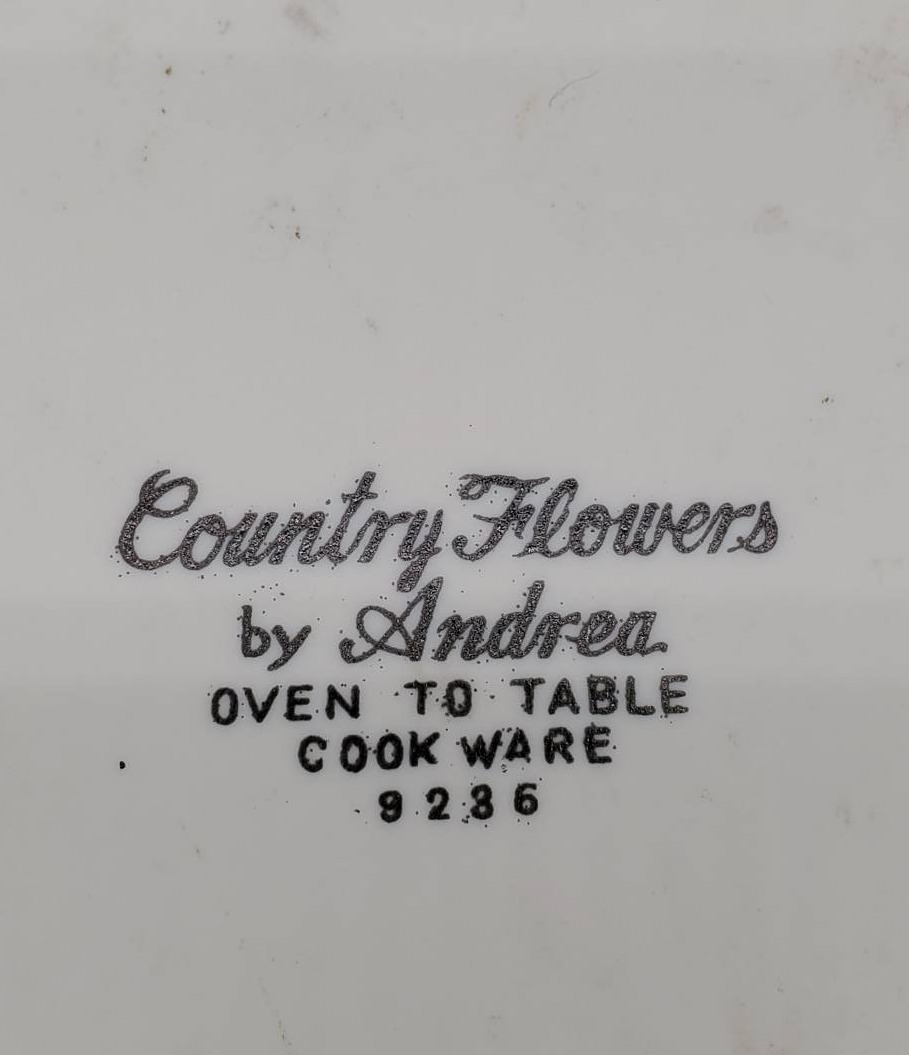 Country Flowers
by Andrea
OVEN TO TABLE
COOK WARE
9236